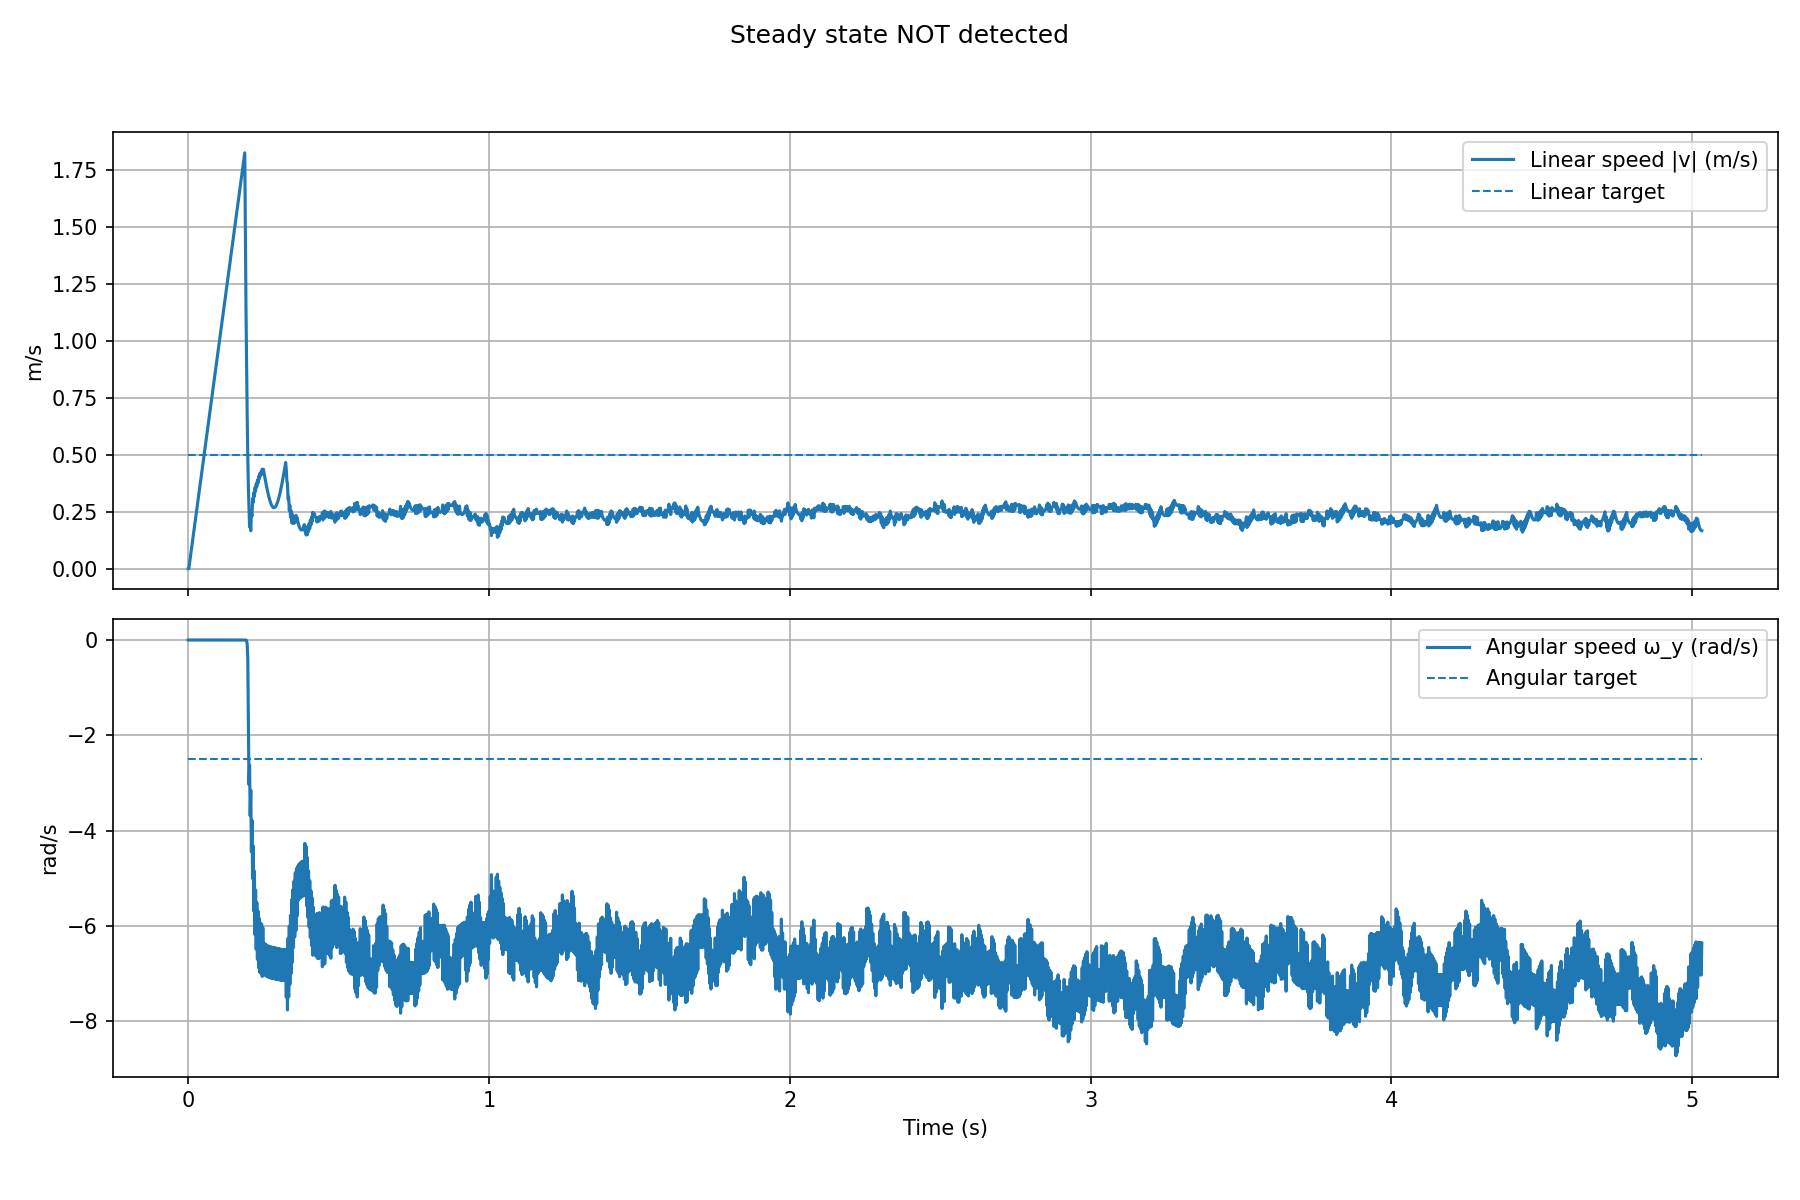 Steady state NOT detected
1.75
1.50
1.25
1.00
0.75
0.50
0.25
0.00
m/s
Linear speed |v| (m/s)
Linear target
0
−2
−4
−6
−8
rad/s
Angular speed ω_y (rad/s)
Angular target
0 1 2 3 4 5
Time (s)